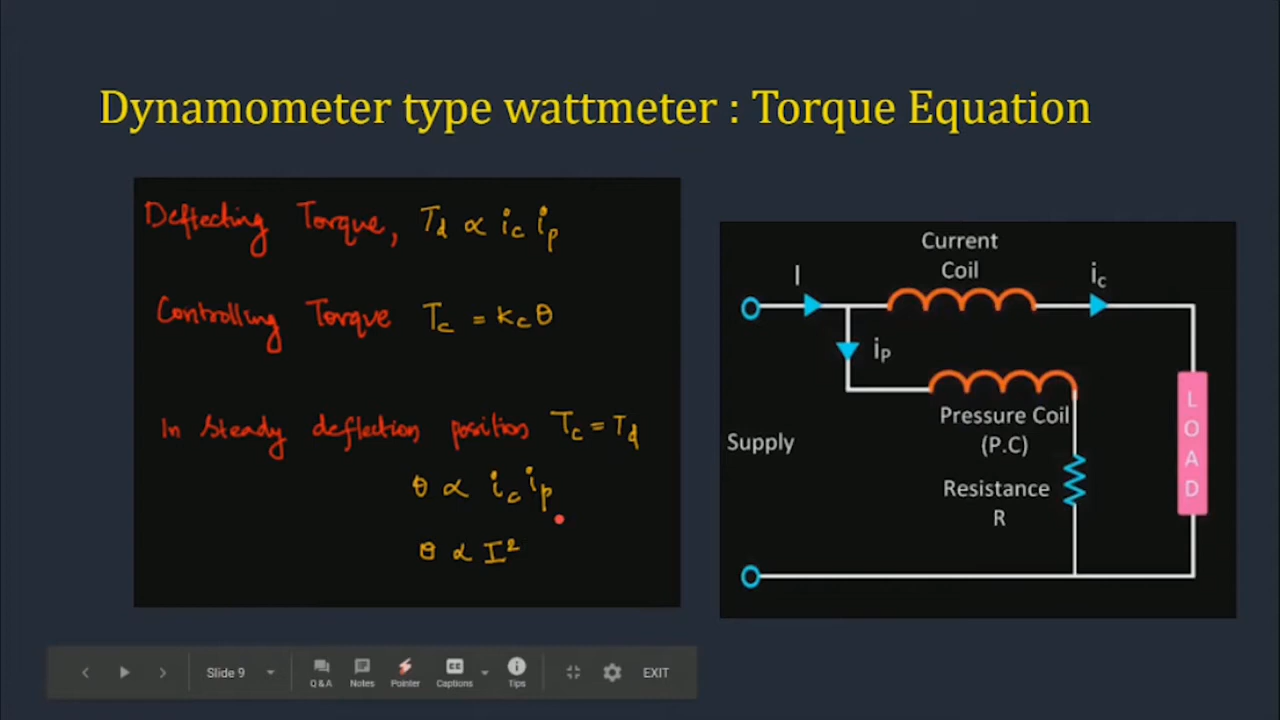 Dynamometer type wattmeter : Torque Equation
Deflecting Torque, Td ∝ ic ip
Controlling Torque Tc = Kc θ
In steady deflection position Tc = Td
θ ∝ ic ip
θ ∝ I²
Current
Coil
I
ic
iP
Pressure Coil
(P.C)
Supply
Resistance
R
LOAD
Slide 9
Q&A
Notes
Pointer
CC
Captions
Tips
EXIT